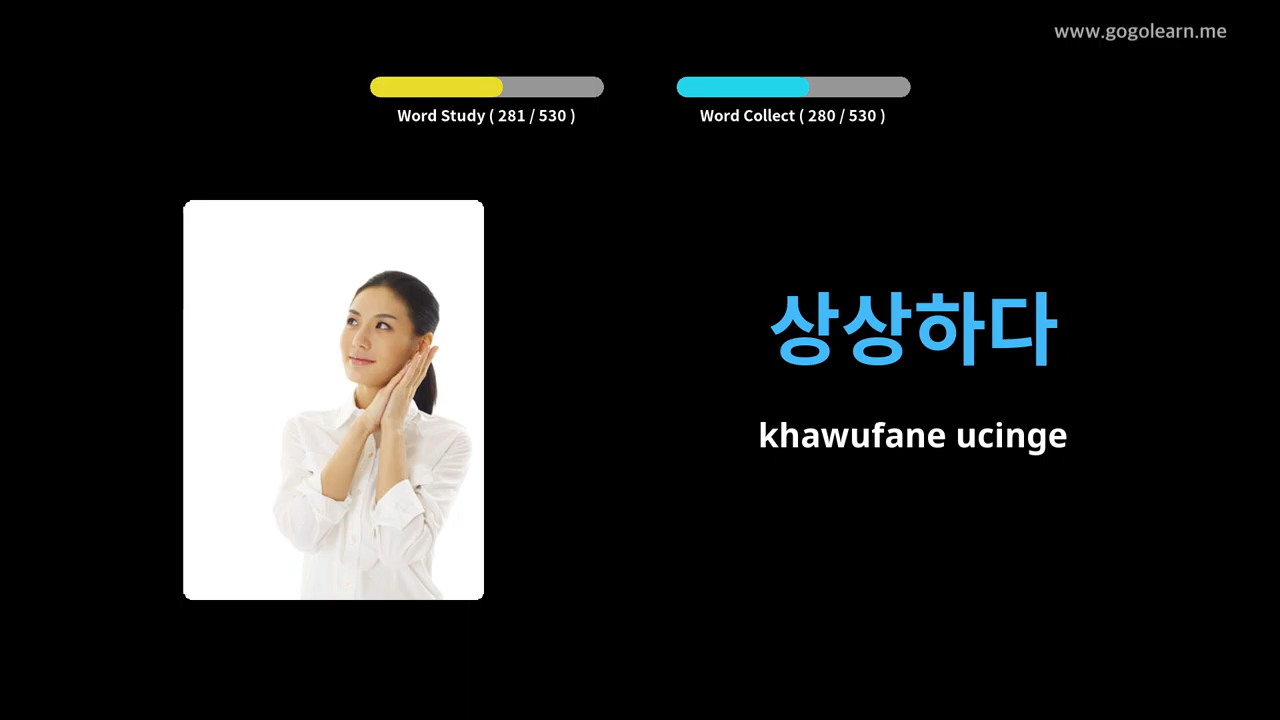 www.gogolearn.me
Word Study ( 281 / 530 )
Word Collect ( 280 / 530 )
상상하다
khawufane ucinge